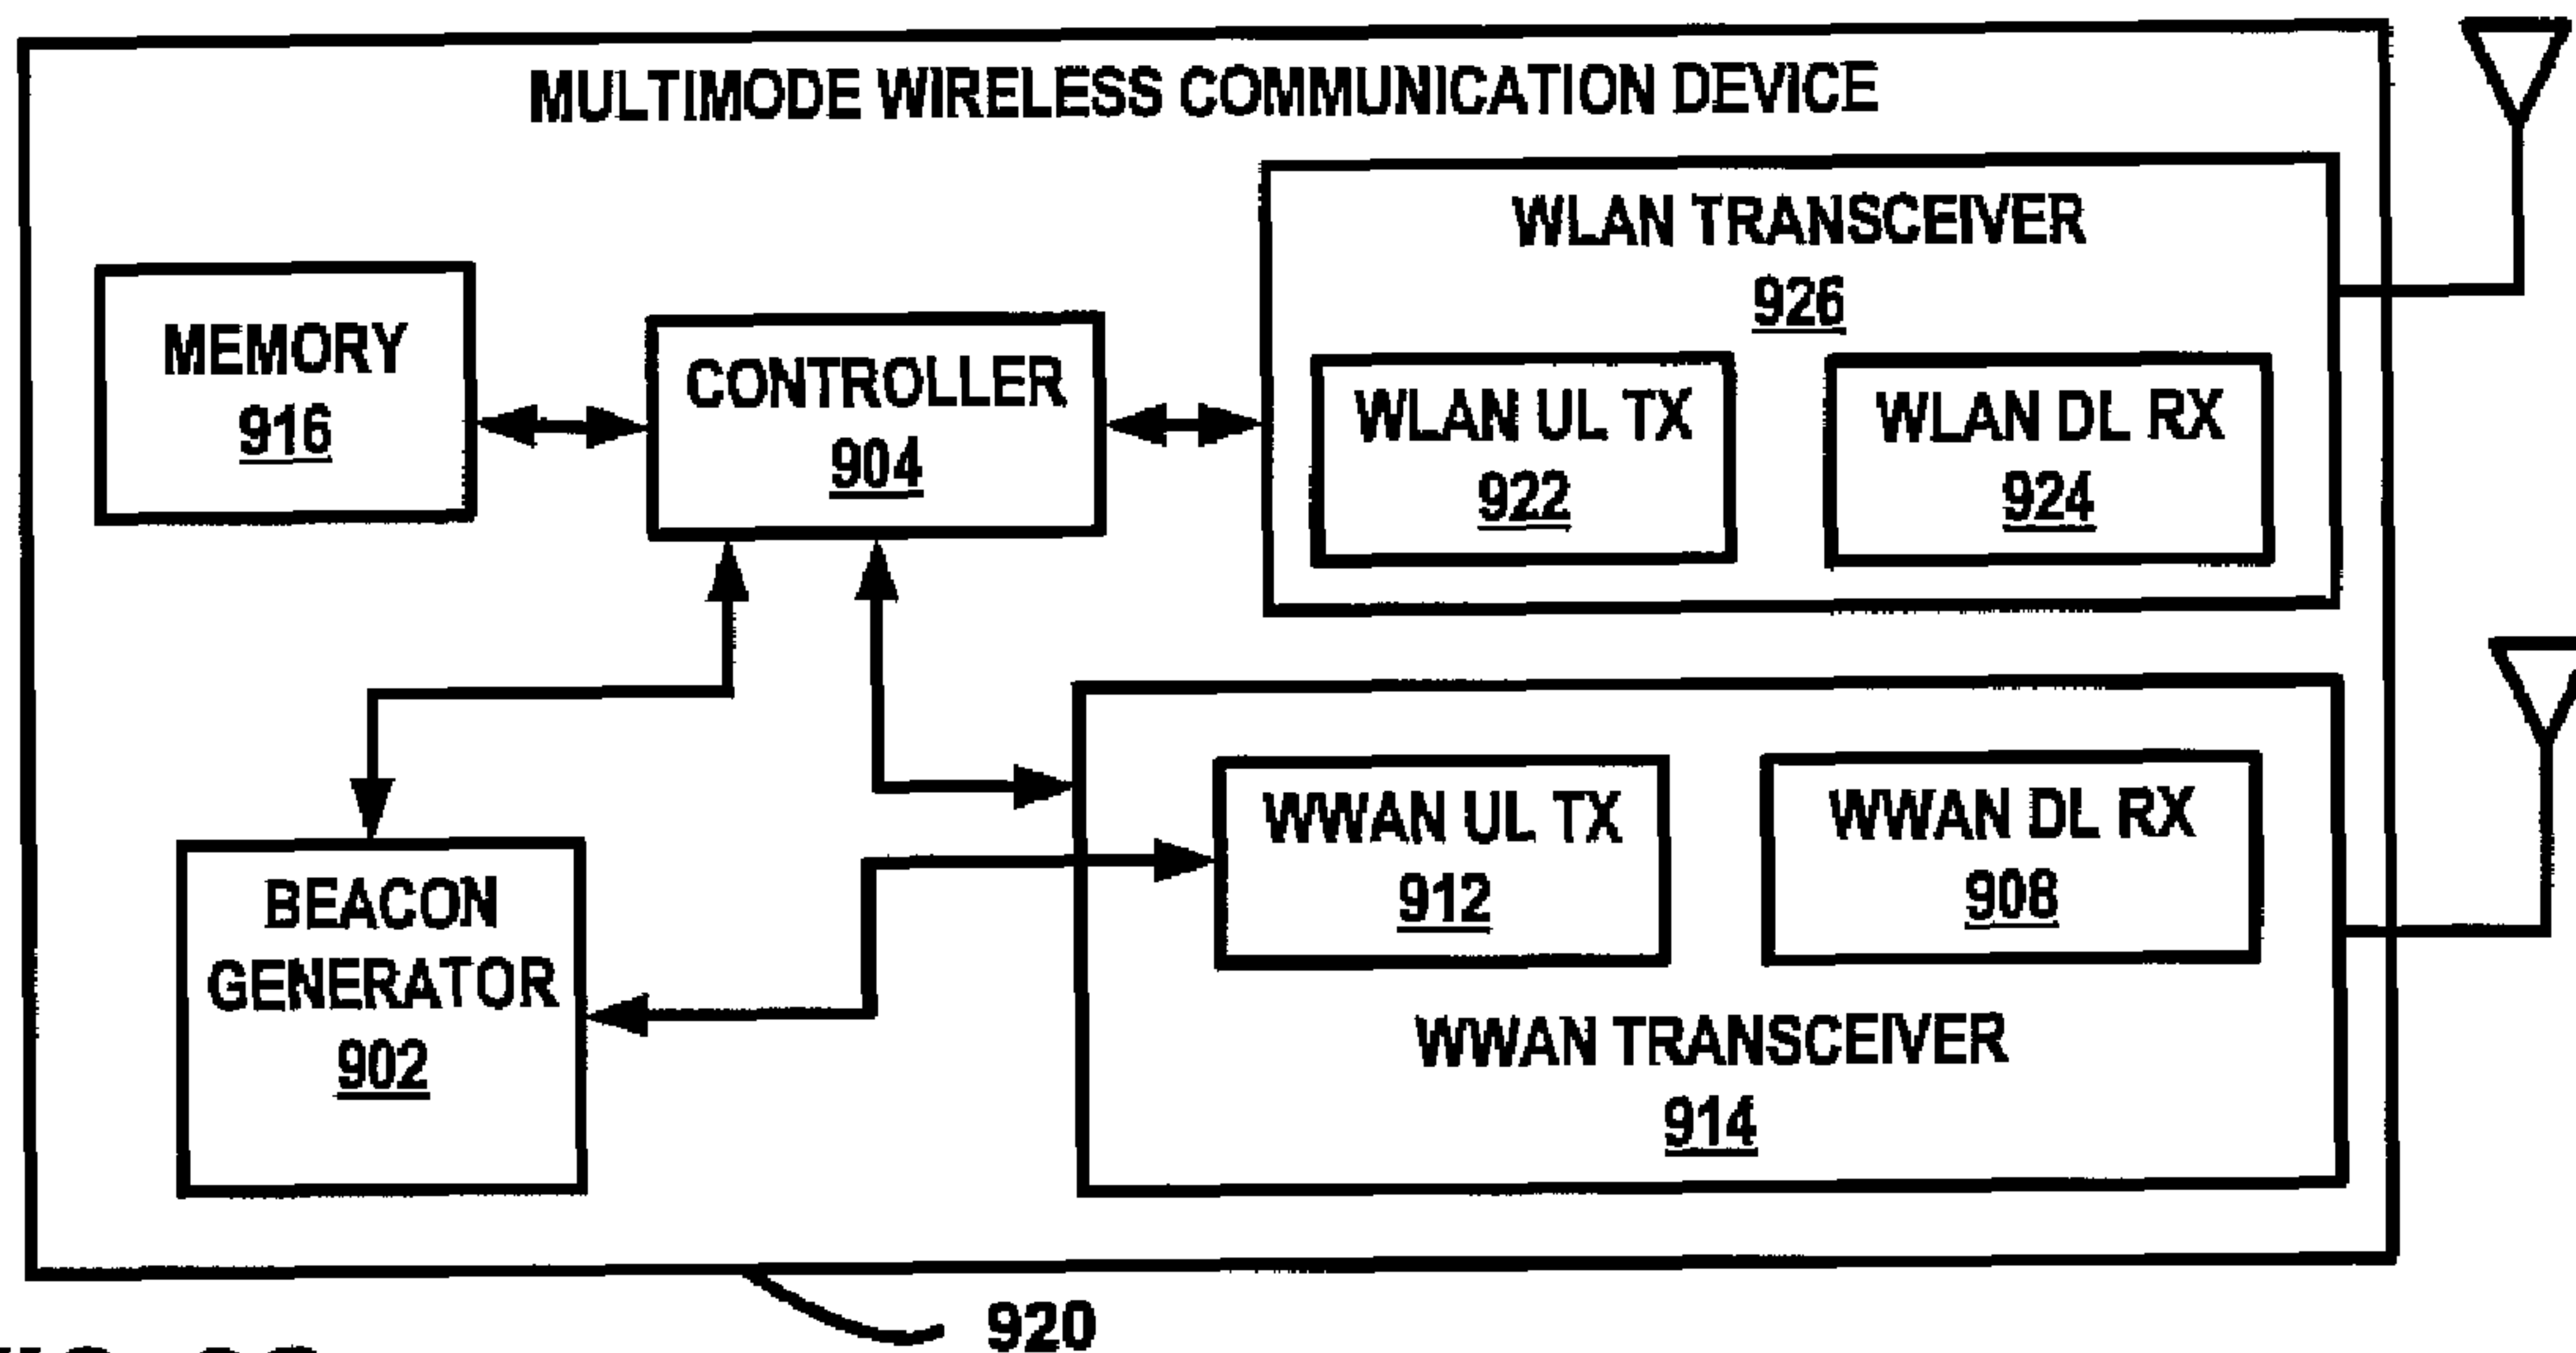 MULTIMODE WIRELESS COMMUNICATION DEVICE
WLAN TRANSCEIVER
926
MEMORY
916
CONTROLLER
904
WLAN UL TX
922
WLAN DL RX
924
WWAN UL TX
912
WWAN DL RX
908
BEACON
GENERATOR
902
WWAN TRANSCEIVER
914
920